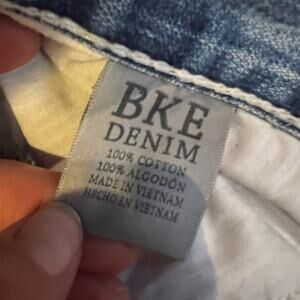 BKE
DENIM
100% COTTON
100% ALGODÓN
MADE IN VIETNAM
HECHO EN VIETNAM